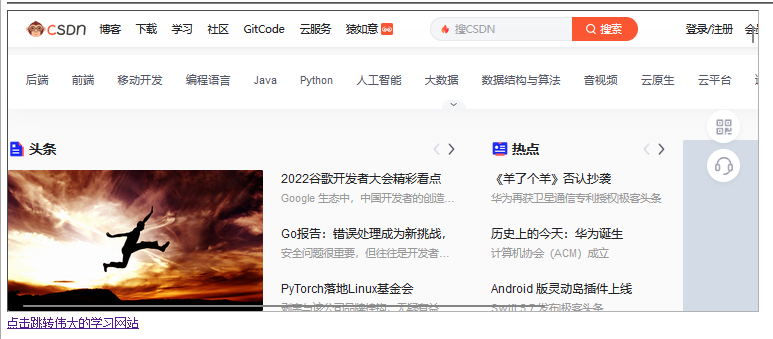 CSDN 博客 下载 学习 社区 GitCode 云服务 猿如意 搜CSDN 搜索 登录/注册
后端 前端 移动开发 编程语言 Java Python 人工智能 大数据 数据结构与算法 音视频 云原生 云平台
头条
2022谷歌开发者大会精彩看点
Google 生态中，中国开发者的创造...
Go报告：错误处理成为新挑战，
安全问题很重要，但往往是开发者...
PyTorch落地Linux基金会
热点
《羊了个羊》否认抄袭
华为再获卫星通信专利授权|极客头条
历史上的今天：华为诞生
计算机协会（ACM）成立
Android 版灵动岛插件上线
Swift 5.7 发布|极客头条
点击跳转伟大的学习网站